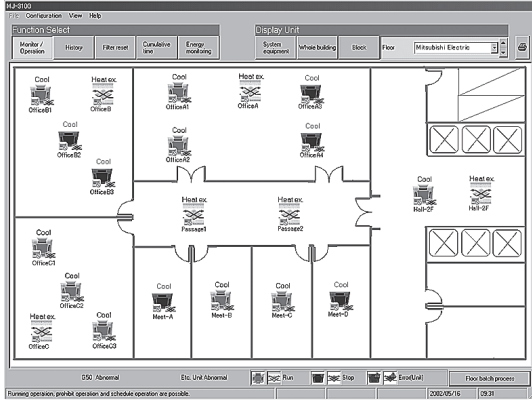 MJ-3100
File Configuration View Help
Function Select
Display Unit
Monitor / Operation
History
Filter reset
Cumulative time
Energy monitoring
System equipment
Whole building
Block
Floor
Mitsubishi Electric
Cool
OfficeB1
Heat ex.
OfficeB
Cool
OfficeA1
Heat ex.
OfficeA
Cool
OfficeA3
Cool
OfficeB2
Cool
OfficeA2
Cool
OfficeA4
Cool
OfficeB3
Heat ex.
Passage1
Heat ex.
Passage2
Cool
Hall-2F
Heat ex.
Hall-2F
Cool
OfficeC1
Cool
OfficeC2
Cool
Meet-A
Cool
Meet-B
Cool
Meet-C
Cool
Meet-D
Heat ex.
OfficeC
Cool
OfficeC3
G50 Abnormal
Etc. Unit Abnormal
Run
Stop
Error(Unit)
Floor batch process
Running operation, prohibit operation and schedule operation are possible.
2002/05/16
09:31